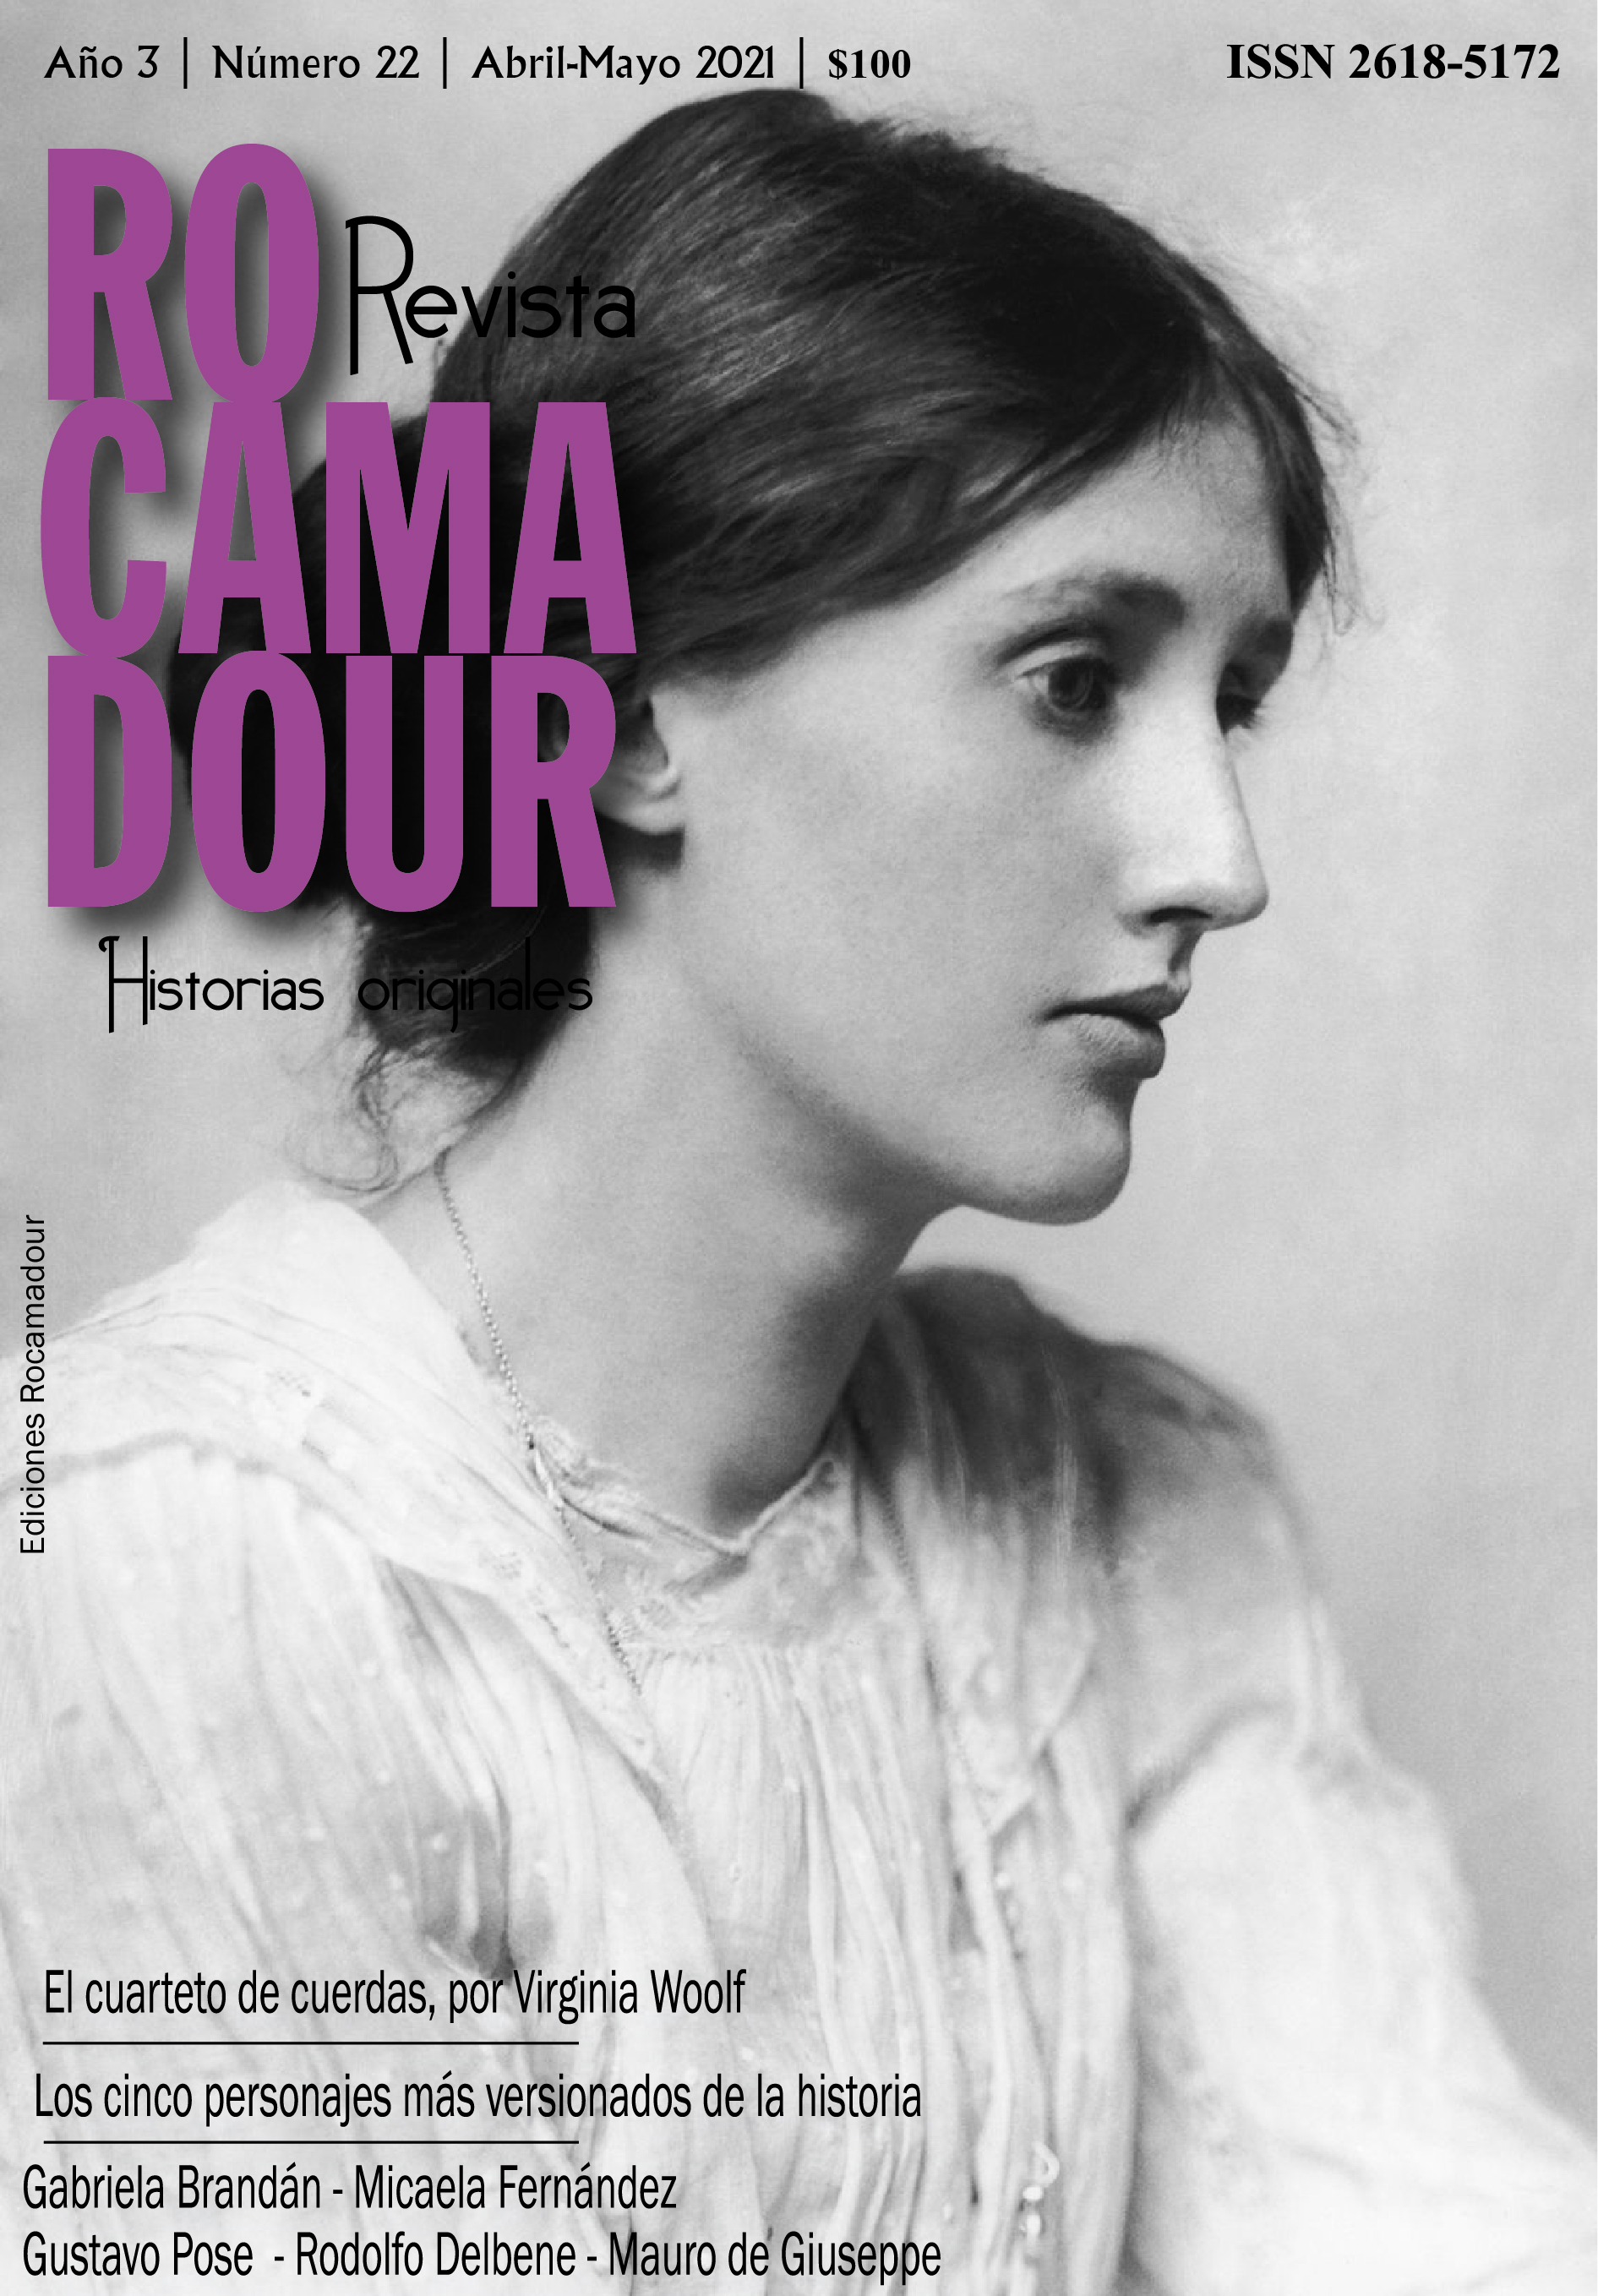 Año 3 | Número 22 | Abril-Mayo 2021 | $100
ISSN 2618-5172
RO
Revista
CAMA
DOUR
Historias originales
Ediciones Rocamadour
El cuarteto de cuerdas, por Virginia Woolf
Los cinco personajes más versionados de la historia
Gabriela Brandán - Micaela Fernández
Gustavo Pose - Rodolfo Delbene - Mauro de Giuseppe